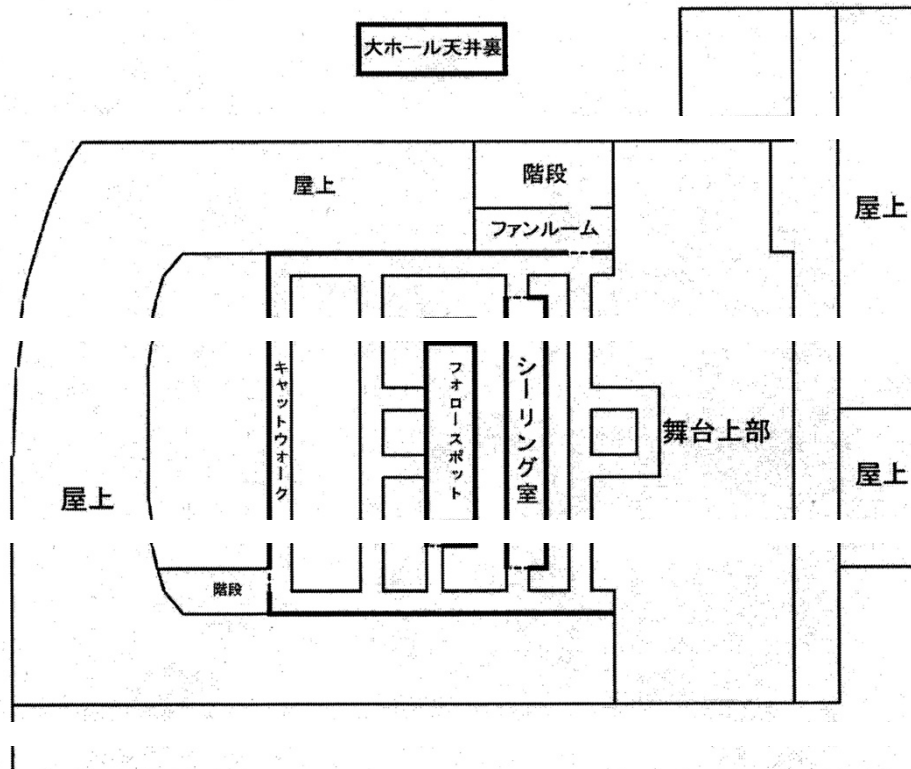 大ホール天井裏
屋上
階段
ファンルーム
屋上
キャットウォーク
フォロースポット
シーリング室
舞台上部
屋上
屋上
階段